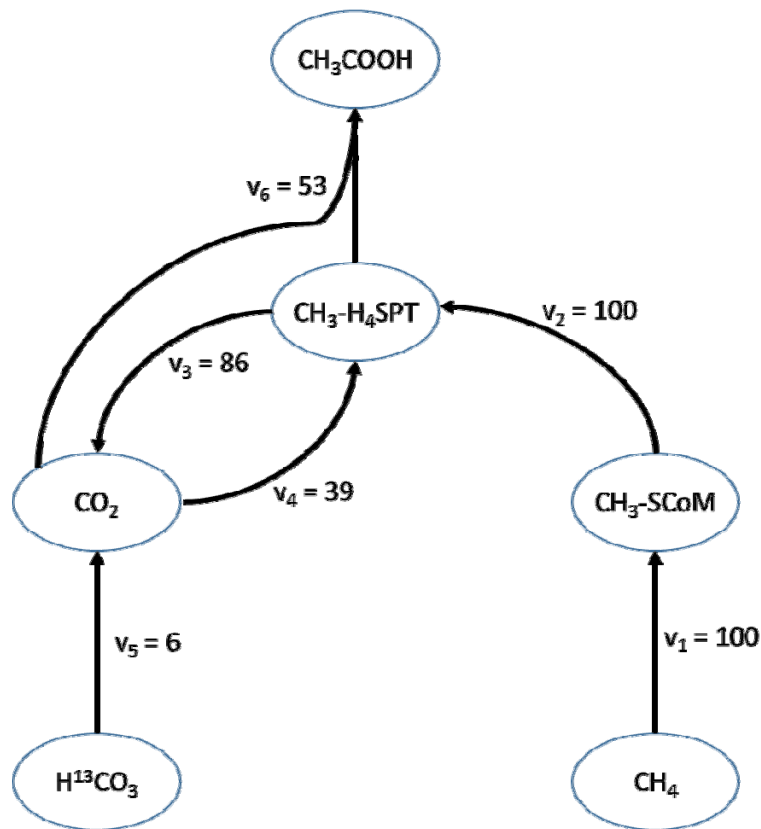 CH₃COOH
v₆ = 53
CH₃-H₄SPT
v₂ = 100
v₃ = 86
v₄ = 39
CO₂
CH₃-SCoM
v₅ = 6
v₁ = 100
H¹³CO₃
CH₄